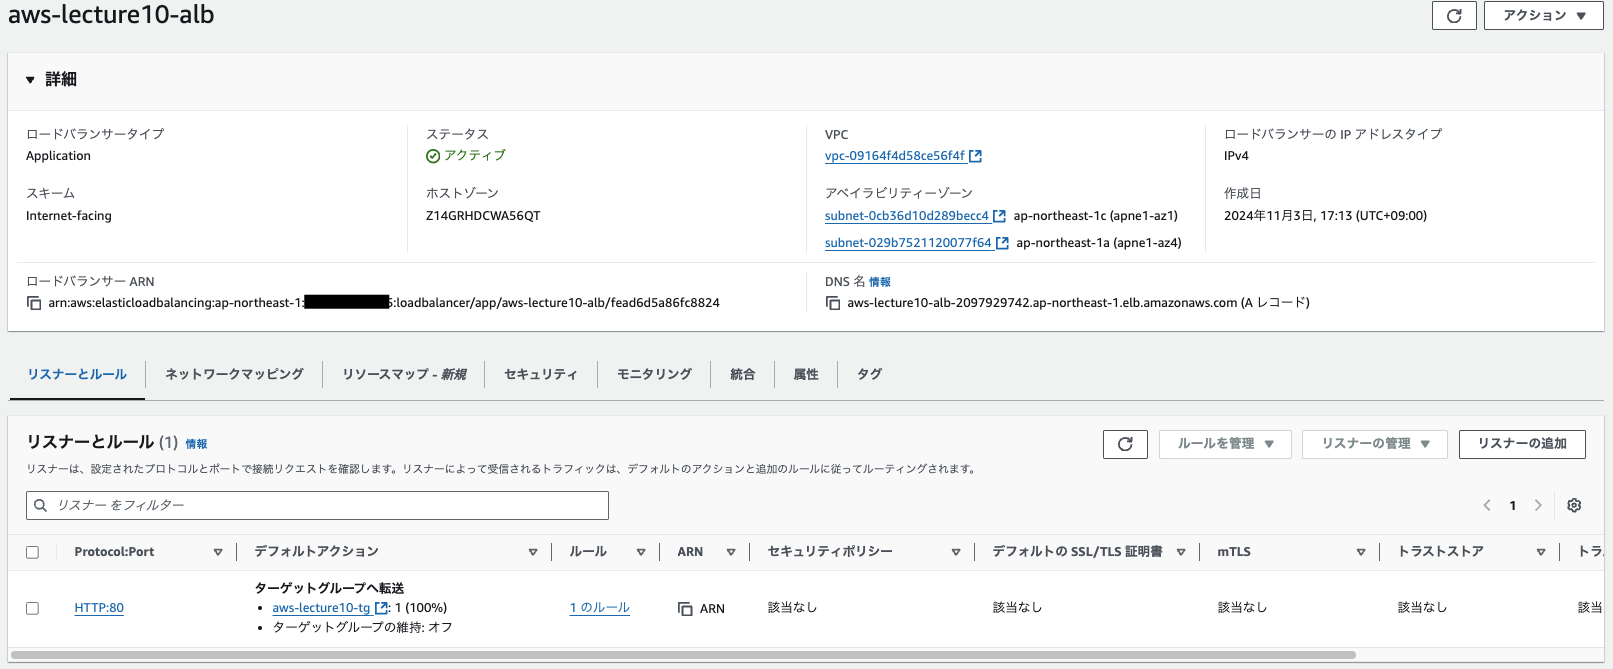 aws-lecture10-alb
アクション
詳細
ロードバランサータイプ
Application
ステータス
アクティブ
VPC
vpc-09164f4d58ce56f4f
ロードバランサーの IP アドレスタイプ
IPv4
スキーム
Internet-facing
ホストゾーン
Z14GRHDCWA56QT
アベイラビリティーゾーン
subnet-0cb36d10d289becc4 ap-northeast-1c (apne1-az1)
subnet-029b7521120077f64 ap-northeast-1a (apne1-az4)
作成日
2024年11月3日, 17:13 (UTC+09:00)
ロードバランサー ARN
arn:aws:elasticloadbalancing:ap-northeast-1: :loadbalancer/app/aws-lecture10-alb/fead6d5a86fc8824
DNS 名 情報
aws-lecture10-alb-2097929742.ap-northeast-1.elb.amazonaws.com (A レコード)
リスナーとルール ネットワークマッピング リソースマップ - 新規 セキュリティ モニタリング 統合 属性 タグ
リスナーとルール (1) 情報
ルールを管理 リスナーの管理 リスナーの追加
リスナーは、設定されたプロトコルとポートで接続リクエストを確認します。リスナーによって受信されるトラフィックは、デフォルトのアクションと追加のルールに従ってルーティングされます。
リスナー をフィルター
1
Protocol:Port デフォルトアクション ルール ARN セキュリティポリシー デフォルトの SSL/TLS 証明書 mTLS トラストストア トラ
HTTP:80
ターゲットグループへ転送
• aws-lecture10-tg : 1 (100%)
• ターゲットグループの維持: オフ
1 のルール ARN 該当なし 該当なし 該当なし 該当なし 該当